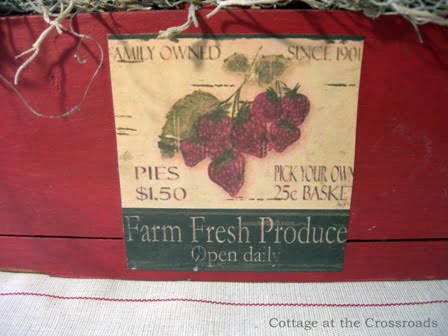 AMILY OWNED SINCE 1901
PIES
$1.50
PICK YOUR OWN
25c BASKE
Farm Fresh Produce
Open daily
Cottage at the Crossroads